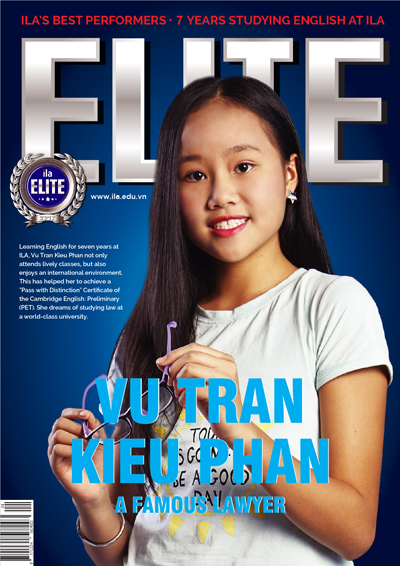 ILA'S BEST PERFORMERS • 7 YEARS STUDYING ENGLISH AT ILA
ELITE
ila
ELITE
www.ila.edu.vn
Learning English for seven years at
ILA, Vu Tran Kieu Phan not only
attends lively classes, but also
enjoys an international environment.
This has helped her to achieve a
"Pass with Distinction" Certificate of
the Cambridge English: Preliminary
(PET). She dreams of studying law at
a world-class university.
VU TRAN
KIEU PHAN
A FAMOUS LAWYER
BE A GOOD
DAY